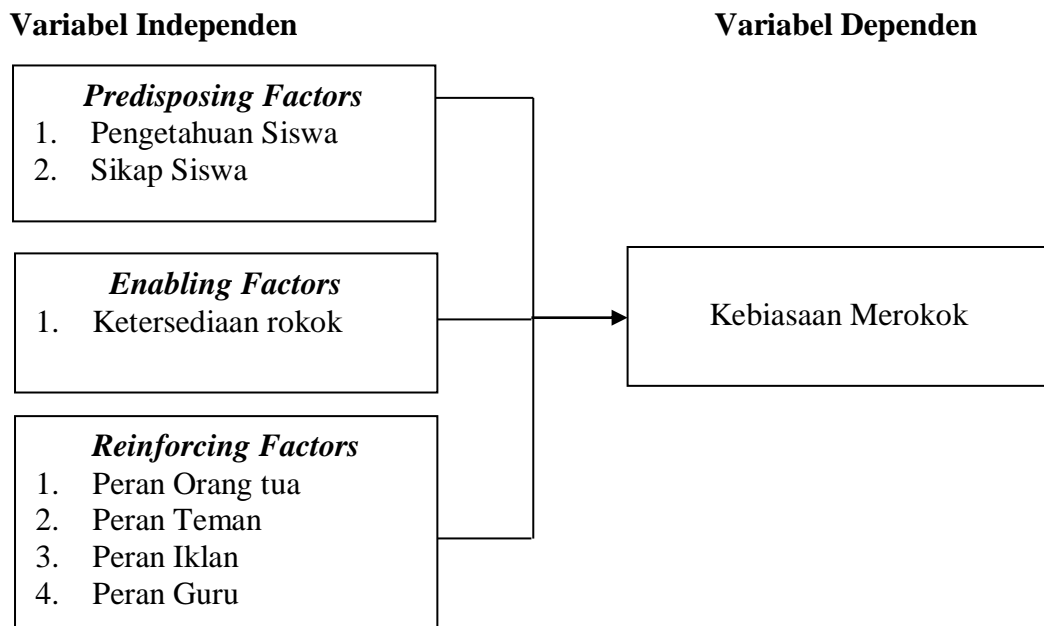 Variabel Independen
Variabel Dependen
Predisposing Factors
1. Pengetahuan Siswa
2. Sikap Siswa
Enabling Factors
1. Ketersediaan rokok
Kebiasaan Merokok
Reinforcing Factors
1. Peran Orang tua
2. Peran Teman
3. Peran Iklan
4. Peran Guru